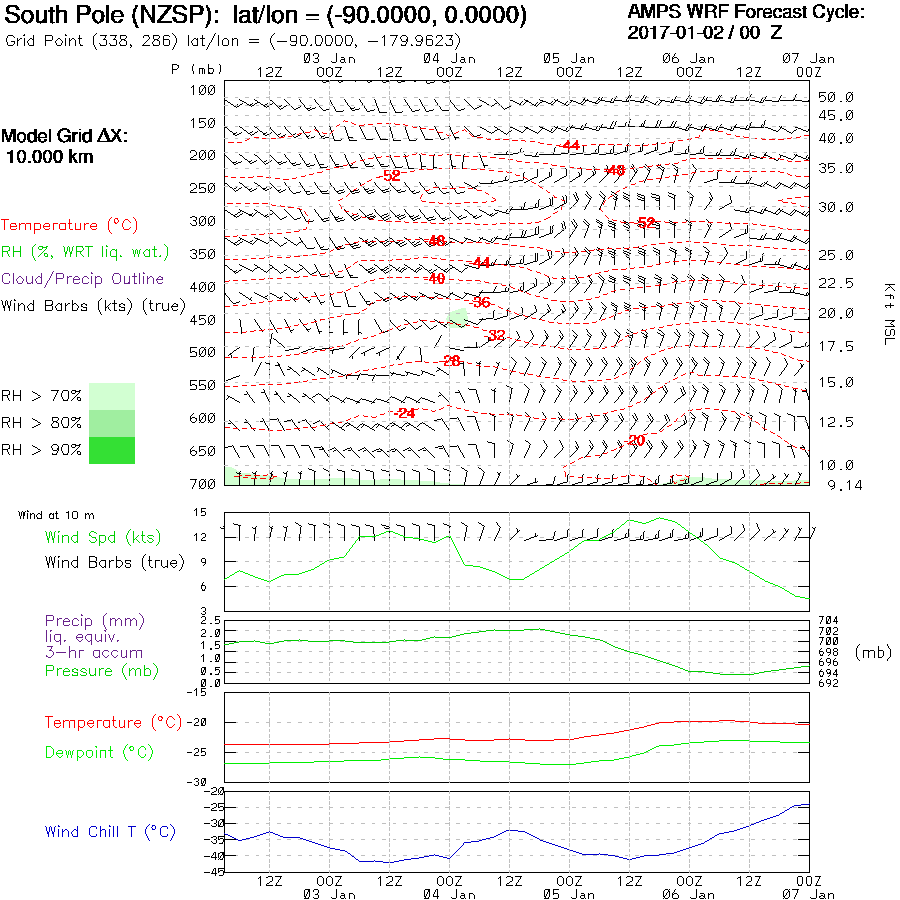 South Pole (NZSP): lat/lon = (-90.0000, 0.0000)
AMPS WRF Forecast Cycle:
2017-01-02 / 00 Z
Grid Point (338, 286) lat/lon = (−90.0000, −179.9623)
03 Jan 04 Jan 05 Jan 06 Jan 07 Jan
P (mb) 12Z 00Z 12Z 00Z 12Z 00Z 12Z 00Z 12Z 00Z
100
150
200
250
300
350
400
450
500
550
600
650
700
50.0
45.0
40.0
35.0
30.0
25.0
22.5
20.0
17.5
15.0
12.5
10.0
9.14
Kft MSL
-44
-48
-52
-52
-48
-44
-40
-36
-32
-28
-24
-20
Model Grid ΔX:
10.000 km
Temperature (°C)
RH (%, WRT liq. wat.)
Cloud/Precip Outline
Wind Barbs (kts) (true)
RH > 70%
RH > 80%
RH > 90%
Wind at 10 m
Wind Spd (kts)
Wind Barbs (true)
15
12
9
6
3
Precip (mm)
liq. equiv.
3−hr accum
Pressure (mb)
2.5
2.0
1.5
1.0
0.5
0.0
704
702
700
698
696
694
692
(mb)
Temperature (°C)
Dewpoint (°C)
-15
-20
-25
-30
Wind Chill T (°C)
-20
-25
-30
-35
-40
-45
12Z 00Z 12Z 00Z 12Z 00Z 12Z 00Z 12Z 00Z
03 Jan 04 Jan 05 Jan 06 Jan 07 Jan